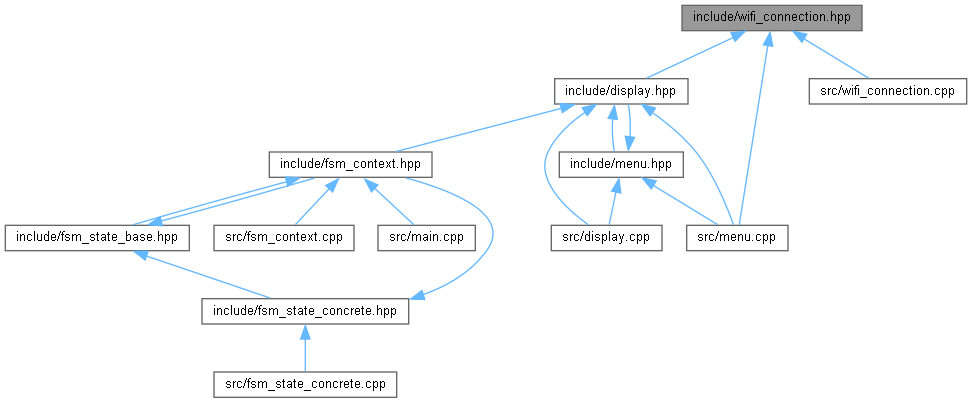 include/wifi_connection.hpp
include/display.hpp
src/wifi_connection.cpp
include/fsm_context.hpp
include/menu.hpp
include/fsm_state_base.hpp
src/fsm_context.cpp
src/main.cpp
src/display.cpp
src/menu.cpp
include/fsm_state_concrete.hpp
src/fsm_state_concrete.cpp